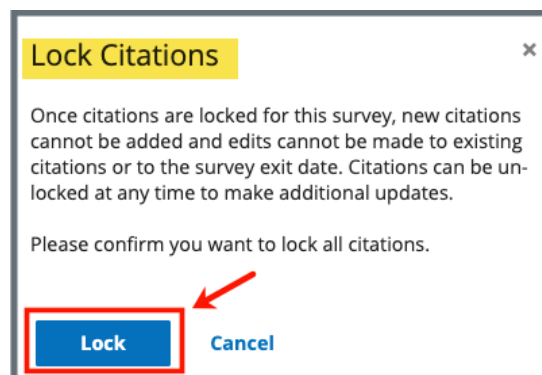 Lock Citations
×
Once citations are locked for this survey, new citations
cannot be added and edits cannot be made to existing
citations or to the survey exit date. Citations can be un-
locked at any time to make additional updates.
Please confirm you want to lock all citations.
Lock Cancel